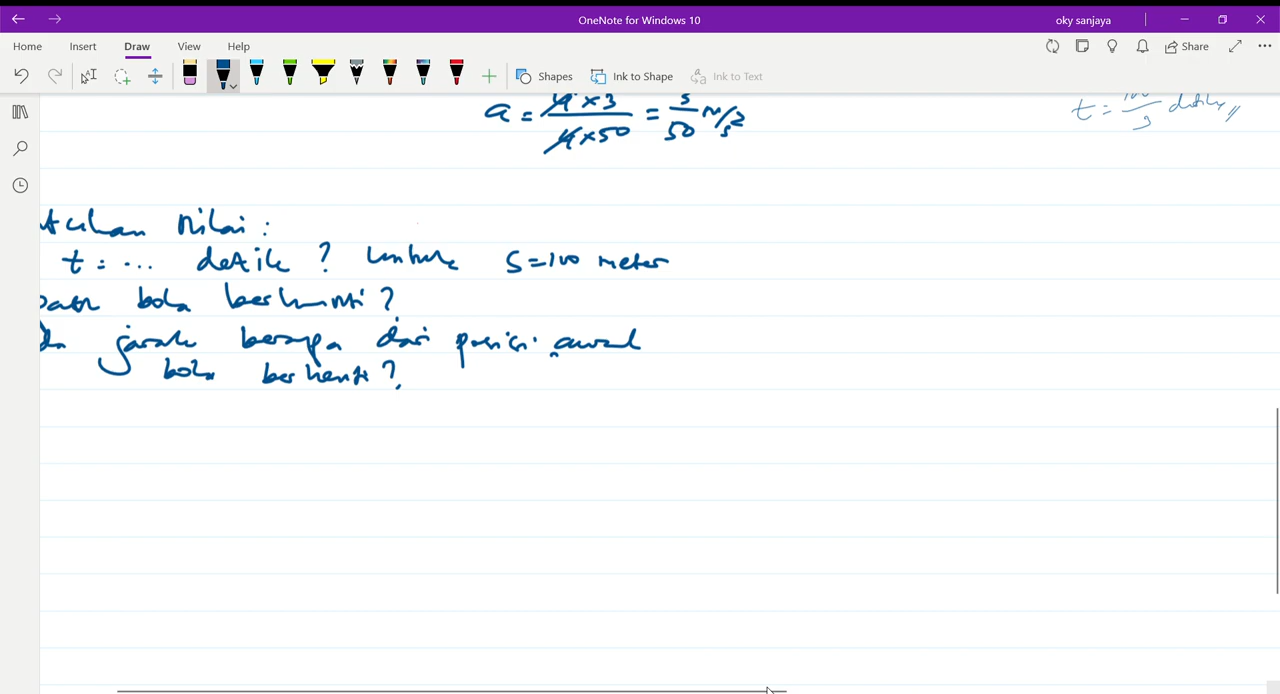 OneNote for Windows 10
oky sanjaya
Home Insert Draw View Help
Share
Shapes
Ink to Shape
Ink to Text
a = 4 × 3 / 4 × 50 = 3 / 50 m/s²
t = 100 / 3 detik //
tukan Nilai :
t = ... detik ? untuk S = 100 meter
bola berhenti ?
da jarak berapa dari posisi awal
bola berhenti ?